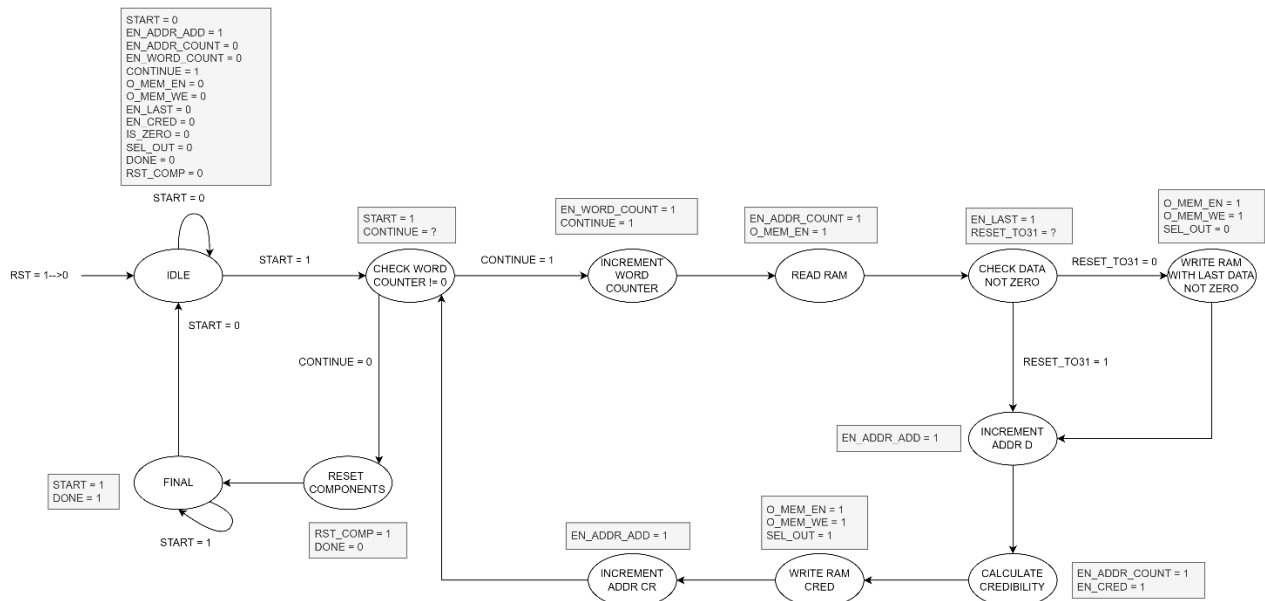 START = 0
EN_ADDR_ADD = 1
EN_ADDR_COUNT = 0
EN_WORD_COUNT = 0
CONTINUE = 1
O_MEM_EN = 0
O_MEM_WE = 0
EN_LAST = 0
EN_CRED = 0
IS_ZERO = 0
SEL_OUT = 0
DONE = 0
RST_COMP = 0
START = 0
RST = 1-->0
IDLE
START = 1
START = 1
CONTINUE = ?
CHECK WORD
COUNTER != 0
CONTINUE = 1
EN_WORD_COUNT = 1
CONTINUE = 1
INCREMENT
WORD
COUNTER
EN_ADDR_COUNT = 1
O_MEM_EN = 1
READ RAM
EN_LAST = 1
RESET_TO31 = ?
CHECK DATA
NOT ZERO
RESET_TO31 = 0
O_MEM_EN = 1
O_MEM_WE = 1
SEL_OUT = 0
WRITE RAM
WITH LAST DATA
NOT ZERO
START = 0
CONTINUE = 0
RESET_TO31 = 1
EN_ADDR_ADD = 1
INCREMENT
ADDR D
START = 1
DONE = 1
FINAL
START = 1
RESET
COMPONENTS
RST_COMP = 1
DONE = 0
EN_ADDR_ADD = 1
INCREMENT
ADDR CR
O_MEM_EN = 1
O_MEM_WE = 1
SEL_OUT = 1
WRITE RAM
CRED
CALCULATE
CREDIBILITY
EN_ADDR_COUNT = 1
EN_CRED = 1